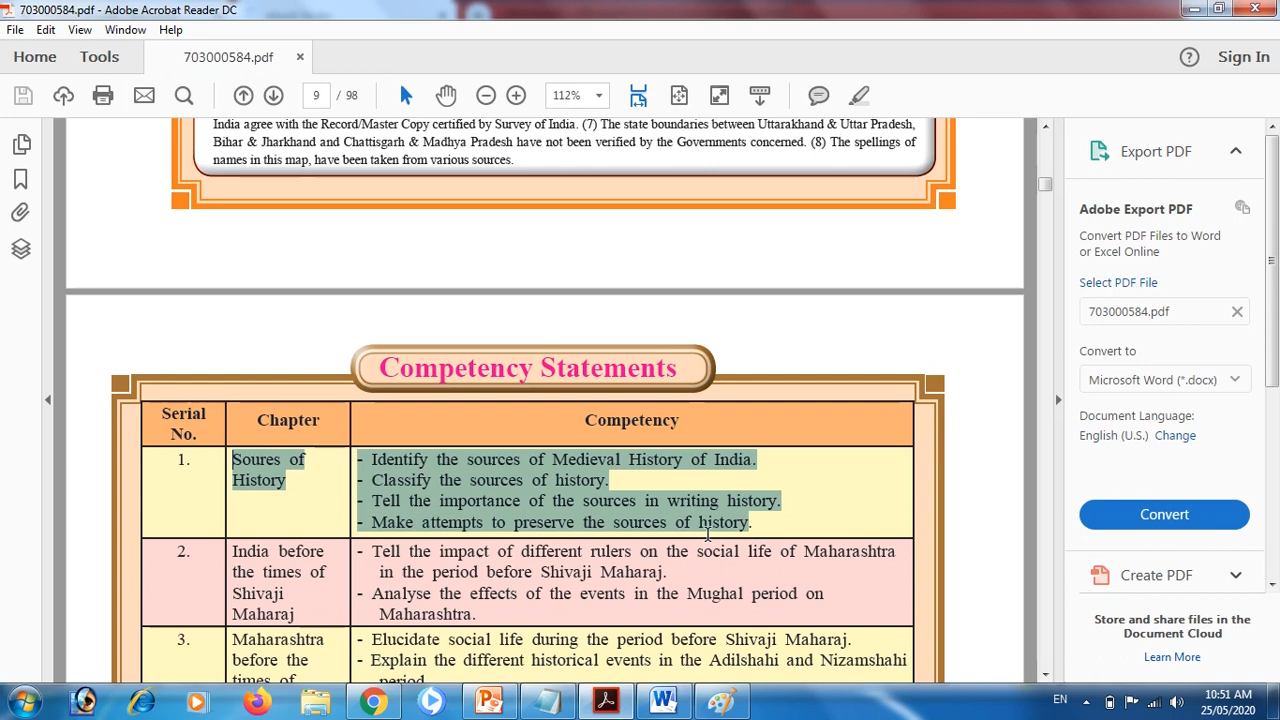 703000584.pdf - Adobe Acrobat Reader DC
File Edit View Window Help
Home Tools 703000584.pdf × ? Sign In
9 / 98 112%
India agree with the Record/Master Copy certified by Survey of India. (7) The state boundaries between Uttarakhand & Uttar Pradesh,
Bihar & Jharkhand and Chattisgarh & Madhya Pradesh have not been verified by the Governments concerned. (8) The spellings of
names in this map, have been taken from various sources.
Competency Statements
Serial No. Chapter Competency
1. Soures of History
- Identify the sources of Medieval History of India.
- Classify the sources of history.
- Tell the importance of the sources in writing history.
- Make attempts to preserve the sources of history.
2. India before the times of Shivaji Maharaj
- Tell the impact of different rulers on the social life of Maharashtra
in the period before Shivaji Maharaj.
- Analyse the effects of the events in the Mughal period on
Maharashtra.
3. Maharashtra before the times of
- Elucidate social life during the period before Shivaji Maharaj.
- Explain the different historical events in the Adilshahi and Nizamshahi
period.
Export PDF
Adobe Export PDF
Convert PDF Files to Word
or Excel Online
Select PDF File
703000584.pdf
Convert to
Microsoft Word (*.docx)
Document Language:
English (U.S.) Change
Convert
Create PDF
Store and share files in the
Document Cloud
Learn More
EN
10:51 AM
25/05/2020